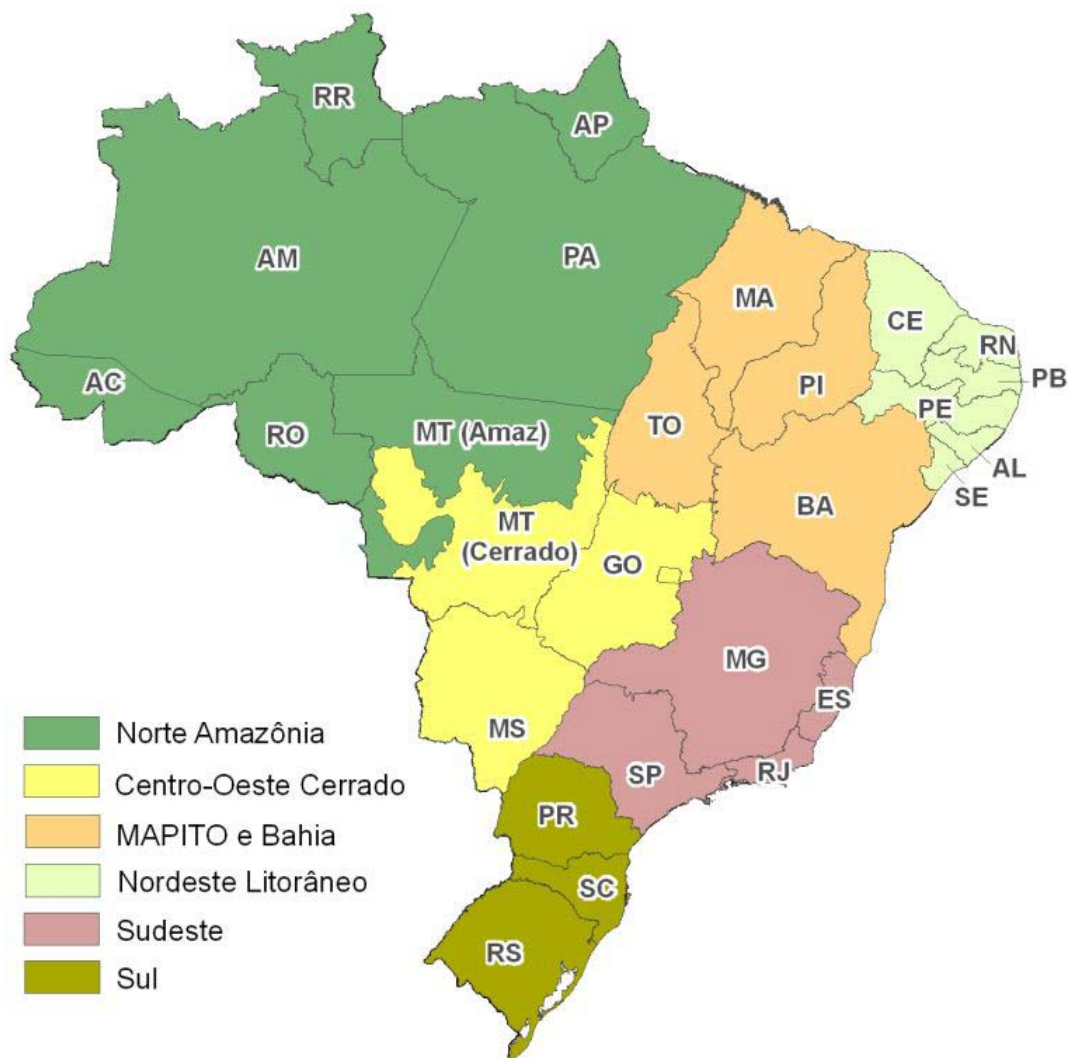 RR
AP
AM
PA
MA
CE
RN
PB
AC
PI
PE
RO
MT (Amaz)
TO
AL
SE
BA
MT
(Cerrado)
GO
MG
ES
MS
SP
RJ
PR
SC
RS
Norte Amazônia
Centro-Oeste Cerrado
MAPITO e Bahia
Nordeste Litorâneo
Sudeste
Sul